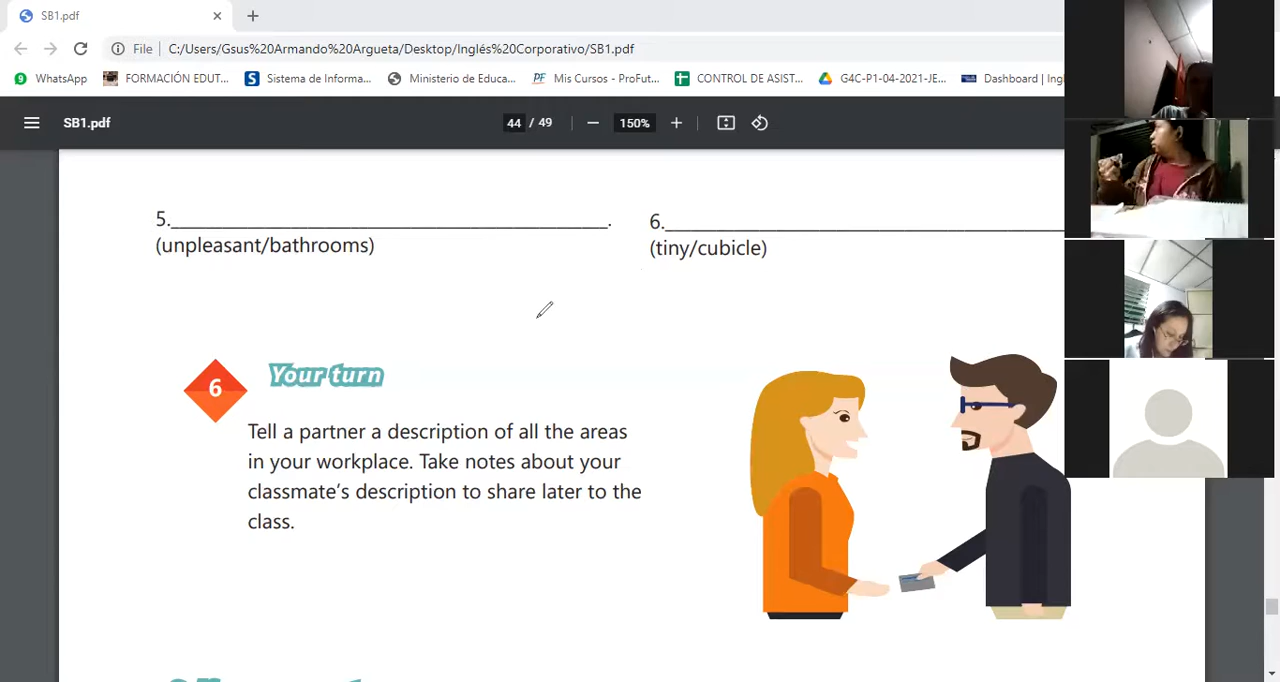 SB1.pdf
File C:/Users/Gsus%20Armando%20Argueta/Desktop/Inglés%20Corporativo/SB1.pdf
WhatsApp FORMACIÓN EDUT... Sistema de Informa... Ministerio de Educa... Mis Cursos - ProFut... CONTROL DE ASIST... G4C-P1-04-2021-JE... Dashboard | Ingl
SB1.pdf 44 / 49 150%
5.____________________________________________. 6.________________________________________
(unpleasant/bathrooms) (tiny/cubicle)
6 Your turn
Tell a partner a description of all the areas
in your workplace. Take notes about your
classmate's description to share later to the
class.